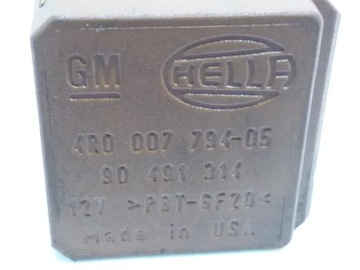 GM HELLA
4RD 007 794-05
90 491 314
12V >PBT-GF20<
Made in USA